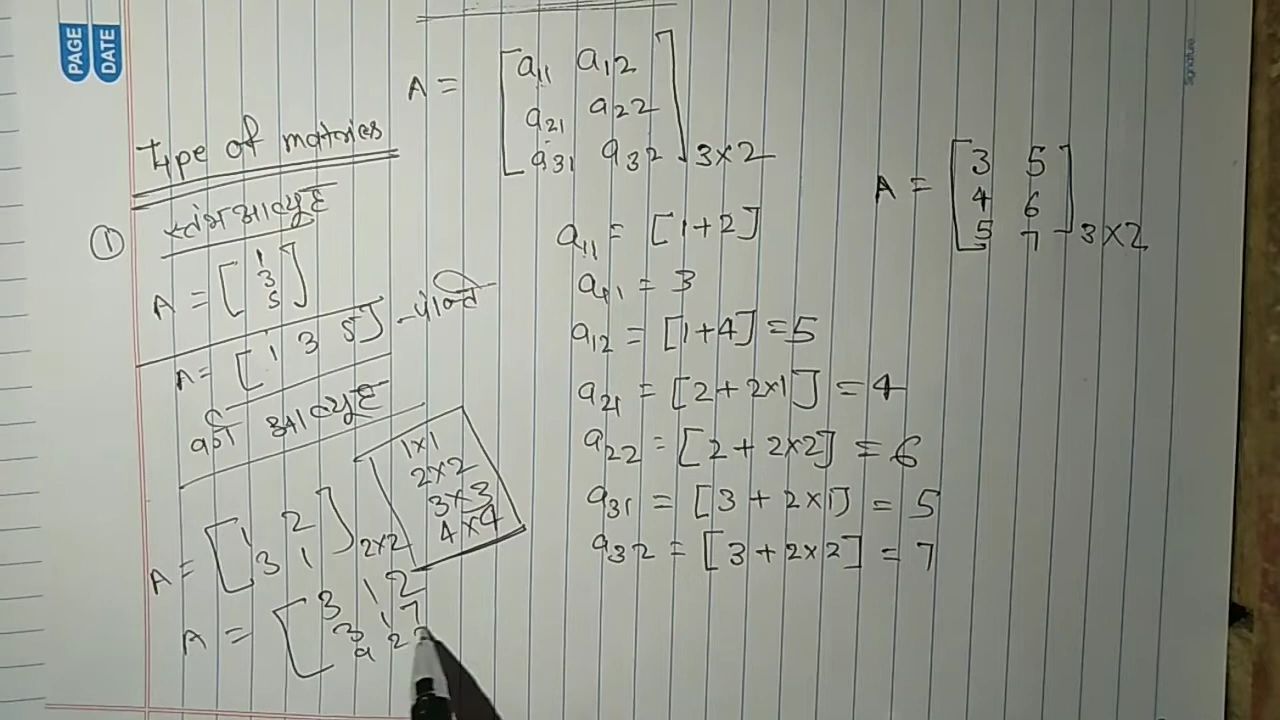 PAGE
DATE
Signature
Type of matries
①
स्तंभ आव्यूह
A = [1 3 5]
A = [1 3 5] - पंक्ति
वर्ग आव्यूह
A = [1 2
3 1] 2×2
1×1
2×2
3×3
4×4
A = [3 1 2
3 1 7
9 2
A = [a11 a12
a21 a22
a31 a32] 3×2
a11 = [1+2]
a11 = 3
a12 = [1+4] = 5
a21 = [2+2×1] = 4
a22 = [2+2×2] = 6
a31 = [3+2×1] = 5
a32 = [3+2×2] = 7
A = [3 5
4 6
5 7] 3×2